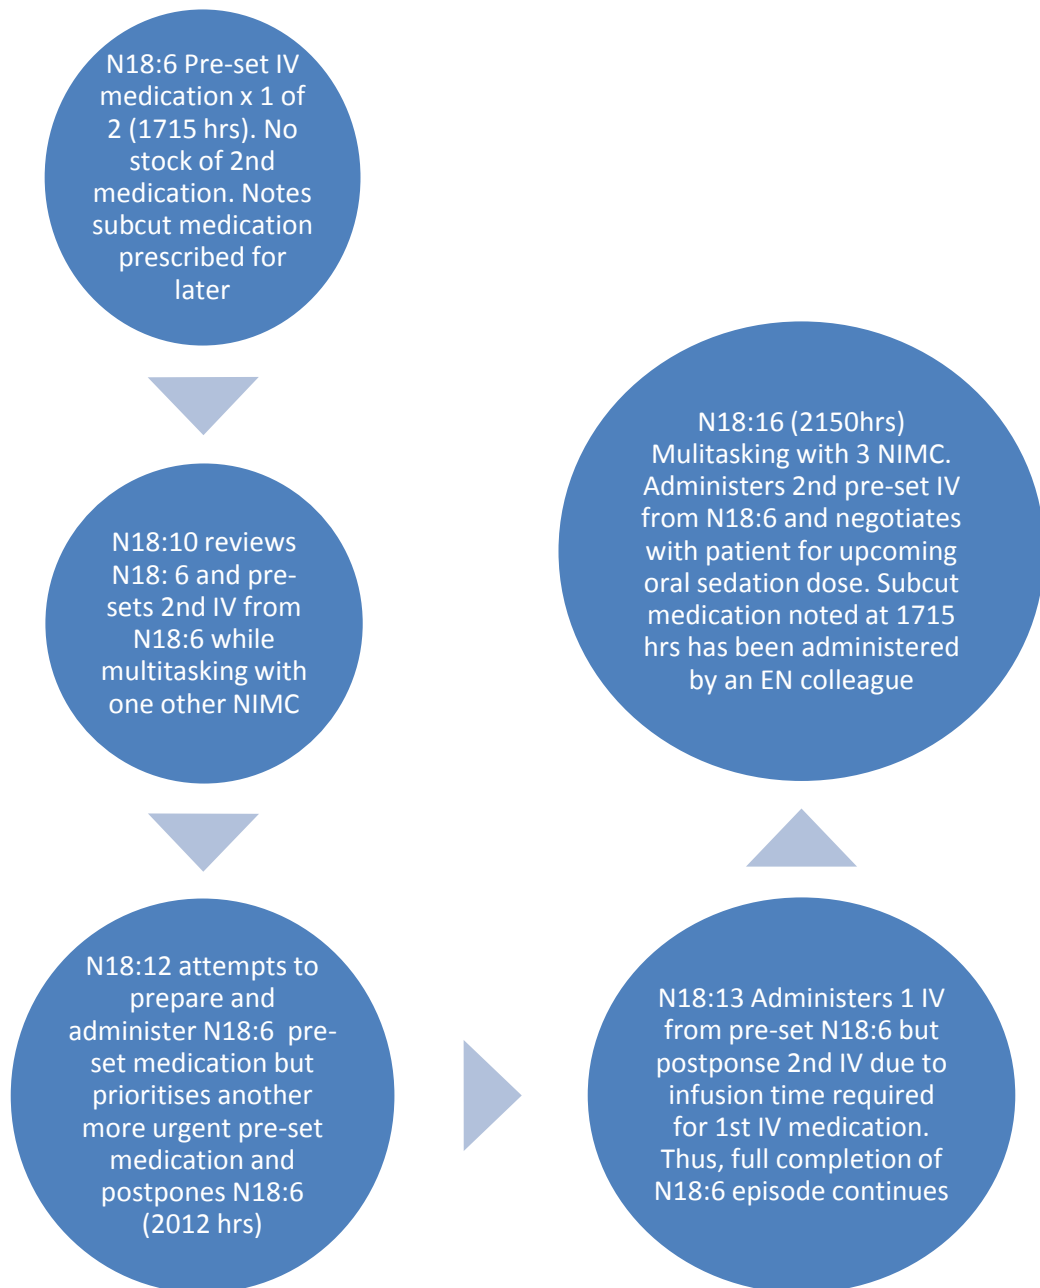 N18:6 Pre-set IV
medication x 1 of
2 (1715 hrs). No
stock of 2nd
medication. Notes
subcut medication
prescribed for
later
N18:10 reviews
N18: 6 and pre-
sets 2nd IV from
N18:6 while
multitasking with
one other NIMC
N18:12 attempts to
prepare and
administer N18:6  pre-
set medication but
prioritises another
more urgent pre-set
medication and
postpones N18:6
(2012 hrs)
N18:13 Administers 1 IV
from pre-set N18:6 but
postponse 2nd IV due to
infusion time required
for 1st IV medication.
Thus, full completion of
N18:6 episode continues
N18:16 (2150hrs)
Mulitasking with 3 NIMC.
Administers 2nd pre-set IV
from N18:6 and negotiates
with patient for upcoming
oral sedation dose. Subcut
medication noted at 1715
hrs has been administered
by an EN colleague